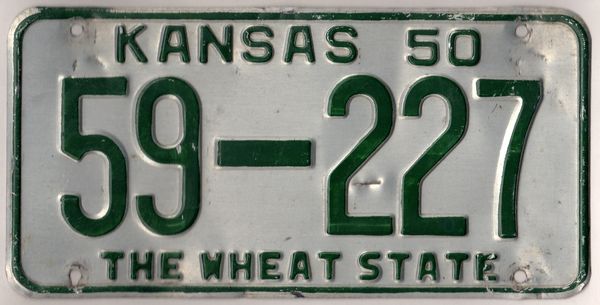 KANSAS 50
59-227
THE WHEAT STATE